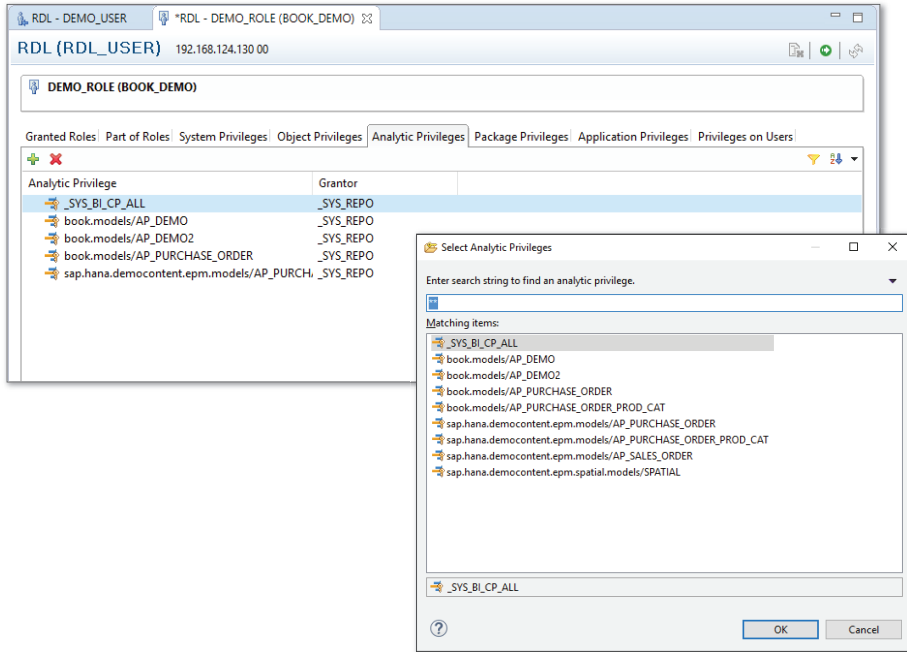 RDL - DEMO_USER
*RDL - DEMO_ROLE (BOOK_DEMO)
RDL (RDL_USER) 192.168.124.130 00
DEMO_ROLE (BOOK_DEMO)
Granted Roles Part of Roles System Privileges Object Privileges Analytic Privileges Package Privileges Application Privileges Privileges on Users
Analytic Privilege Grantor
_SYS_BI_CP_ALL _SYS_REPO
book.models/AP_DEMO _SYS_REPO
book.models/AP_DEMO2 _SYS_REPO
book.models/AP_PURCHASE_ORDER _SYS_REPO
sap.hana.democontent.epm.models/AP_PURCH _SYS_REPO
Select Analytic Privileges
Enter search string to find an analytic privilege.
**
Matching items:
_SYS_BI_CP_ALL
book.models/AP_DEMO
book.models/AP_DEMO2
book.models/AP_PURCHASE_ORDER
book.models/AP_PURCHASE_ORDER_PROD_CAT
sap.hana.democontent.epm.models/AP_PURCHASE_ORDER
sap.hana.democontent.epm.models/AP_PURCHASE_ORDER_PROD_CAT
sap.hana.democontent.epm.models/AP_SALES_ORDER
sap.hana.democontent.epm.spatial.models/SPATIAL
_SYS_BI_CP_ALL
OK Cancel